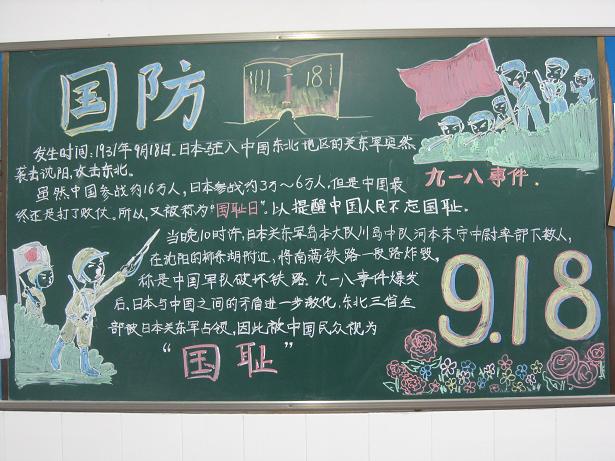 国防
1931 9 18
发生时间:1931年9月18日。日本驻入中国东北地区的关东军突然
袭击沈阳,攻击东北。
九一八事件.
虽然中国参战约16万人,日本参战约3万~6万人,但是中国最
终还是打了败仗。所以,又被称为“国耻日”。以提醒中国人民不忘国耻.
当晚10时许,日本关东军岛本大队川岛中队河本末守中尉率部下数人,
在沈阳的柳条湖附近,将南满铁路一段路炸毁,
称是中国军队破坏铁路.九一八事件爆发
后,日本与中国之间的矛盾进一步激化,东北三省全
部被日本关东军占领,因此被中国民众视为
“国耻”
9.18